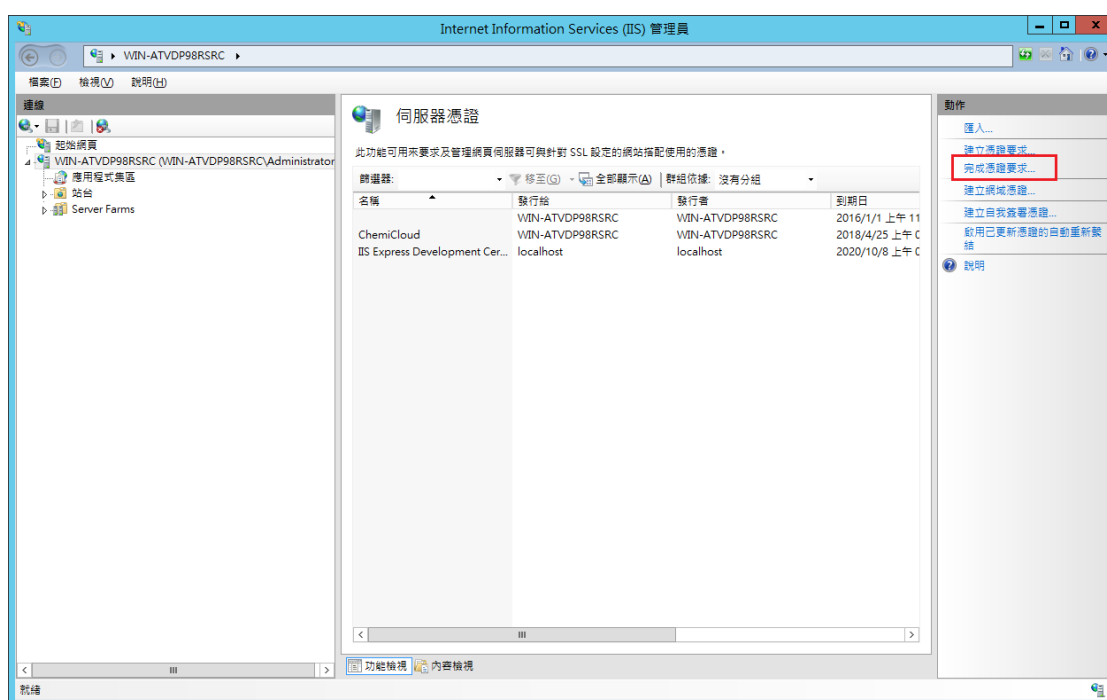 Internet Information Services (IIS) 管理員
WIN-ATVDP98RSRC
檔案(F) 檢視(V) 說明(H)
連線
起始網頁
WIN-ATVDP98RSRC (WIN-ATVDP98RSRC\Administrator
應用程式集區
站台
Server Farms
伺服器憑證
此功能可用來要求及管理網頁伺服器可與針對 SSL 設定的網站搭配使用的憑證。
篩選器: 移至(G) 全部顯示(A) 群組依據: 沒有分組
名稱 發行給 發行者 到期日
WIN-ATVDP98RSRC WIN-ATVDP98RSRC 2016/1/1 上午 11
ChemiCloud WIN-ATVDP98RSRC WIN-ATVDP98RSRC 2018/4/25 上午 0
IIS Express Development Cer... localhost localhost 2020/10/8 上午 0
功能檢視 內容檢視
動作
匯入...
建立憑證要求...
完成憑證要求...
建立網域憑證...
建立自我簽署憑證...
啟用已更新憑證的自動重新繫
結
說明
就緒